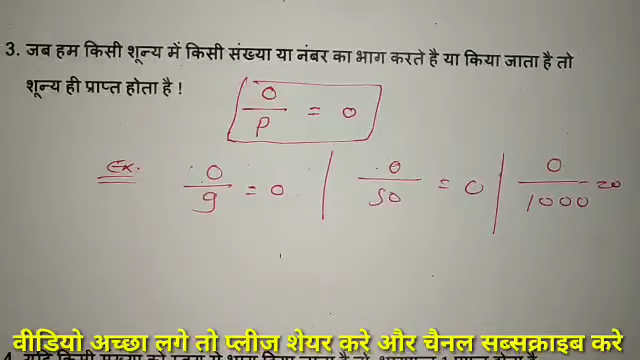 3. जब हम किसी शून्य में किसी संख्या या नंबर का भाग करते है या किया जाता है तो
शून्य ही प्राप्त होता है !
0/P = 0
Ex. 0/9 = 0 | 0/50 = 0 | 0/1000 = 0
वीडियो अच्छा लगे तो प्लीज शेयर करे और चैनल सब्सक्राइब करे